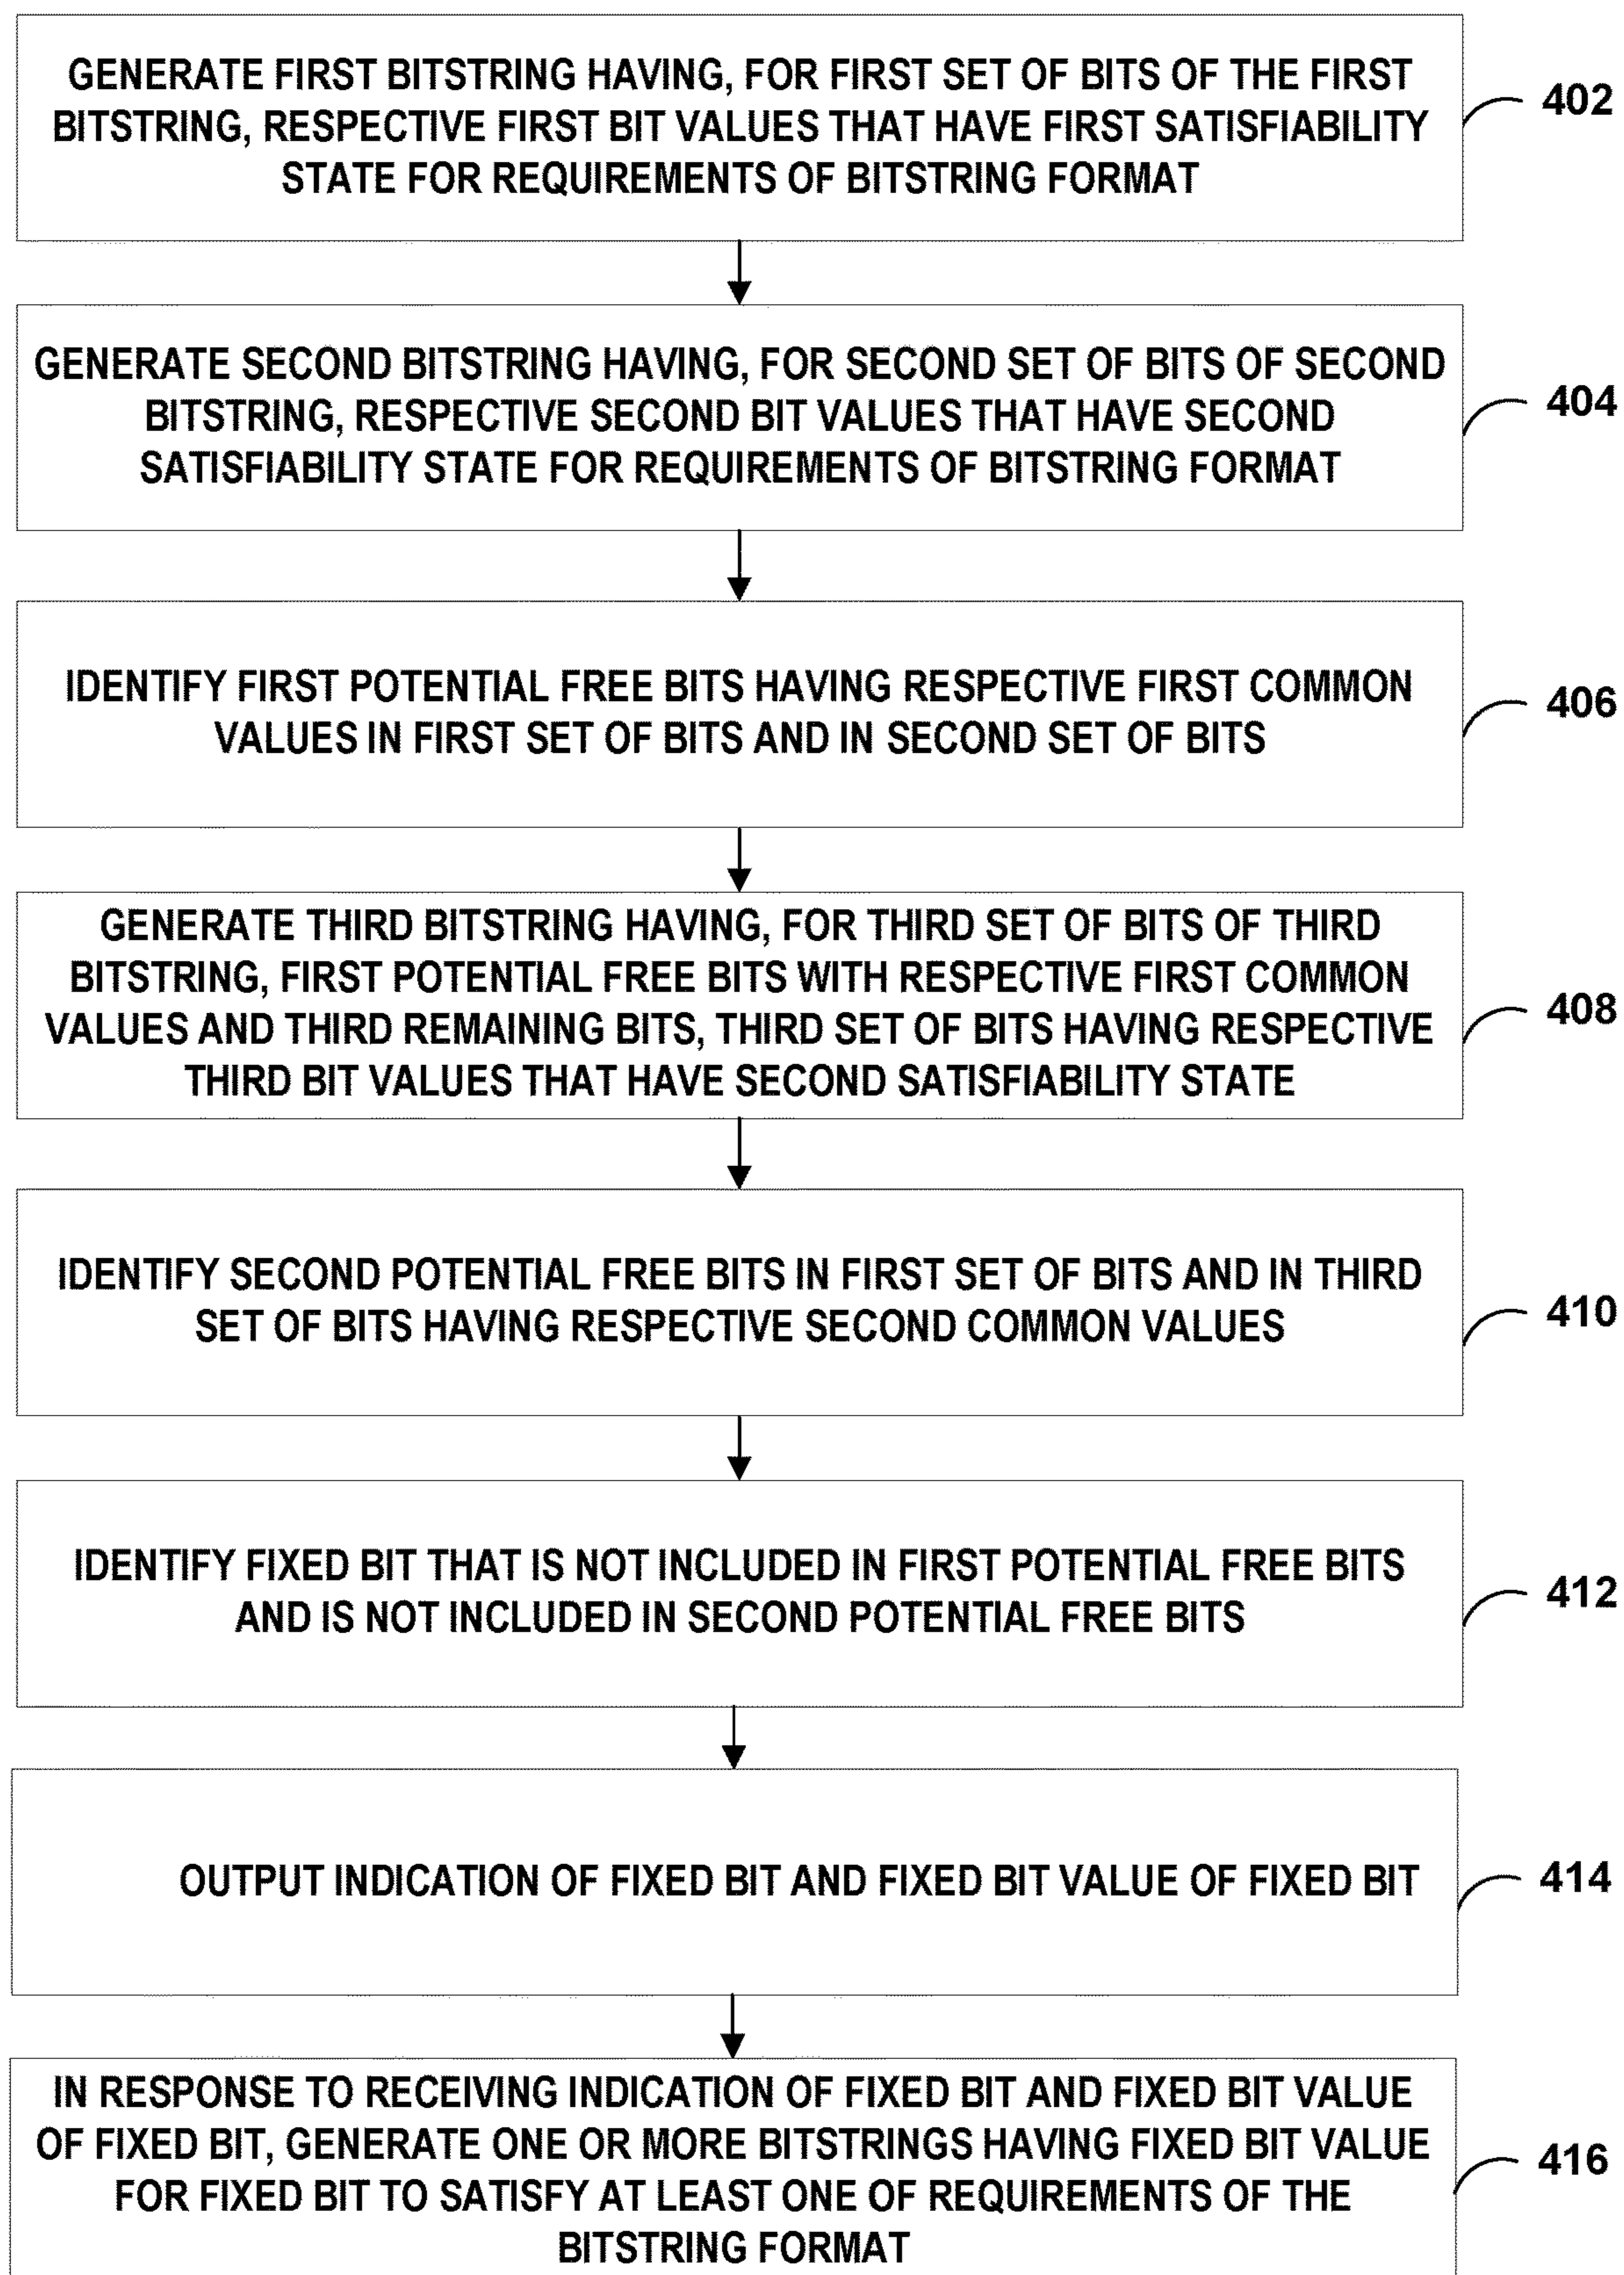 GENERATE FIRST BITSTRING HAVING, FOR FIRST SET OF BITS OF THE FIRST
BITSTRING, RESPECTIVE FIRST BIT VALUES THAT HAVE FIRST SATISFIABILITY
STATE FOR REQUIREMENTS OF BITSTRING FORMAT
402
GENERATE SECOND BITSTRING HAVING, FOR SECOND SET OF BITS OF SECOND
BITSTRING, RESPECTIVE SECOND BIT VALUES THAT HAVE SECOND
SATISFIABILITY STATE FOR REQUIREMENTS OF BITSTRING FORMAT
404
IDENTIFY FIRST POTENTIAL FREE BITS HAVING RESPECTIVE FIRST COMMON
VALUES IN FIRST SET OF BITS AND IN SECOND SET OF BITS
406
GENERATE THIRD BITSTRING HAVING, FOR THIRD SET OF BITS OF THIRD
BITSTRING, FIRST POTENTIAL FREE BITS WITH RESPECTIVE FIRST COMMON
VALUES AND THIRD REMAINING BITS, THIRD SET OF BITS HAVING RESPECTIVE
THIRD BIT VALUES THAT HAVE SECOND SATISFIABILITY STATE
408
IDENTIFY SECOND POTENTIAL FREE BITS IN FIRST SET OF BITS AND IN THIRD
SET OF BITS HAVING RESPECTIVE SECOND COMMON VALUES
410
IDENTIFY FIXED BIT THAT IS NOT INCLUDED IN FIRST POTENTIAL FREE BITS
AND IS NOT INCLUDED IN SECOND POTENTIAL FREE BITS
412
OUTPUT INDICATION OF FIXED BIT AND FIXED BIT VALUE OF FIXED BIT
414
IN RESPONSE TO RECEIVING INDICATION OF FIXED BIT AND FIXED BIT VALUE
OF FIXED BIT, GENERATE ONE OR MORE BITSTRINGS HAVING FIXED BIT VALUE
FOR FIXED BIT TO SATISFY AT LEAST ONE OF REQUIREMENTS OF THE
BITSTRING FORMAT
416